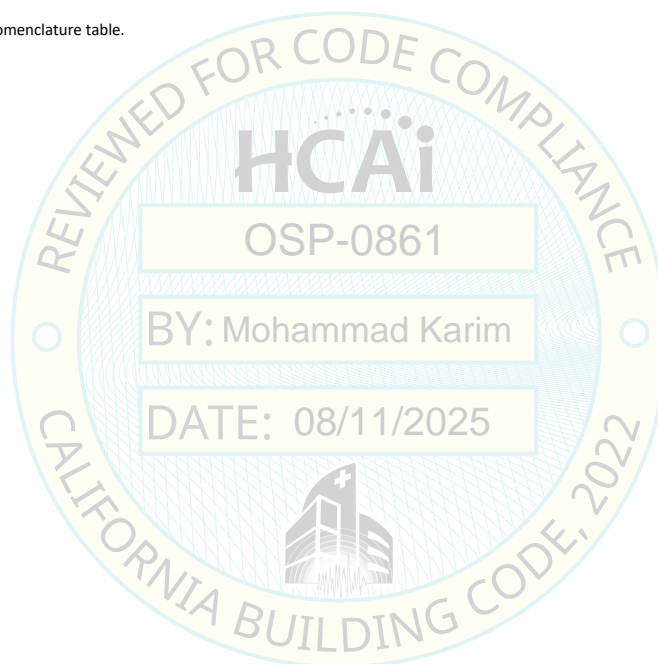 omenclature table.
REVIEWED FOR CODE COMPLIANCE
HCAi
OSP-0861
BY: Mohammad Karim
DATE: 08/11/2025
CALIFORNIA BUILDING CODE, 2022